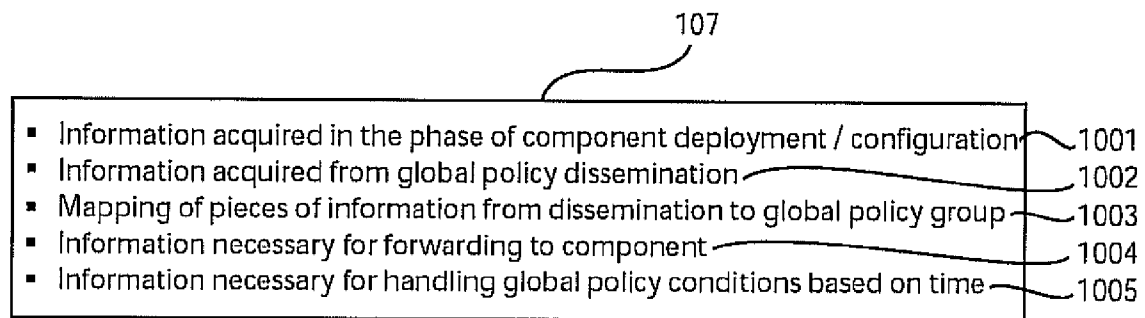 107
▪ Information acquired in the phase of component deployment / configuration 1001
▪ Information acquired from global policy dissemination 1002
▪ Mapping of pieces of information from dissemination to global policy group 1003
▪ Information necessary for forwarding to component 1004
▪ Information necessary for handling global policy conditions based on time 1005